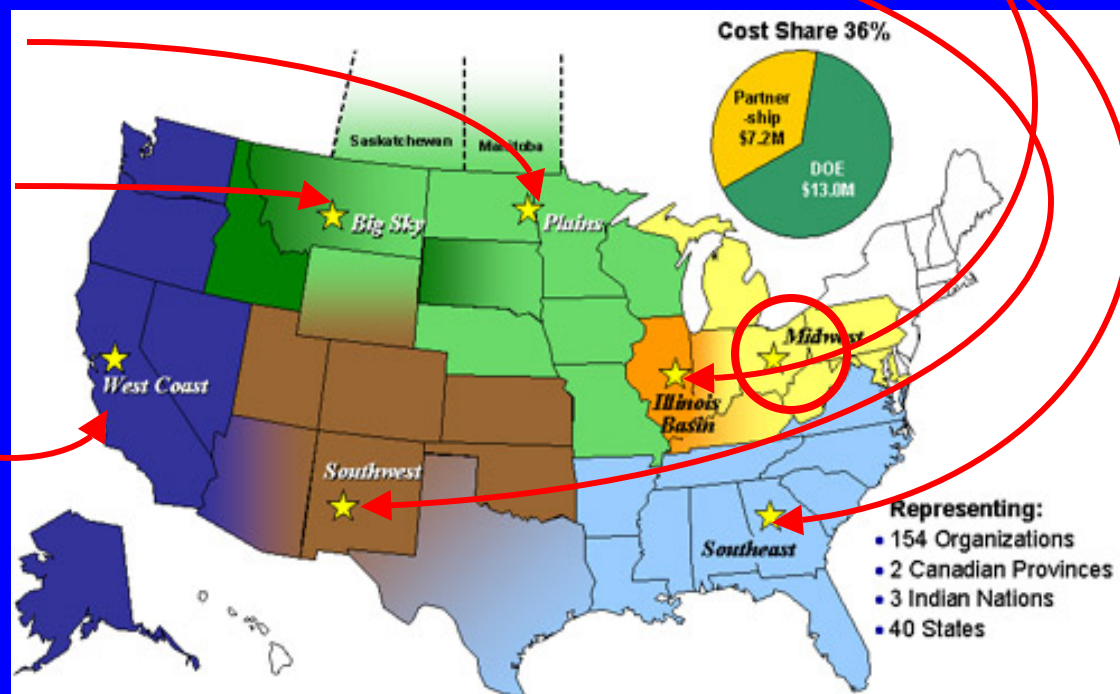 Cost Share 36%
Partner
-ship
$7.2M
DOE
$13.0M
Saskatchewan
Manitoba
Big Sky
Plains
Midwest
West Coast
Illinois
Basin
Southwest
Southeast
Representing:
• 154 Organizations
• 2 Canadian Provinces
• 3 Indian Nations
• 40 States